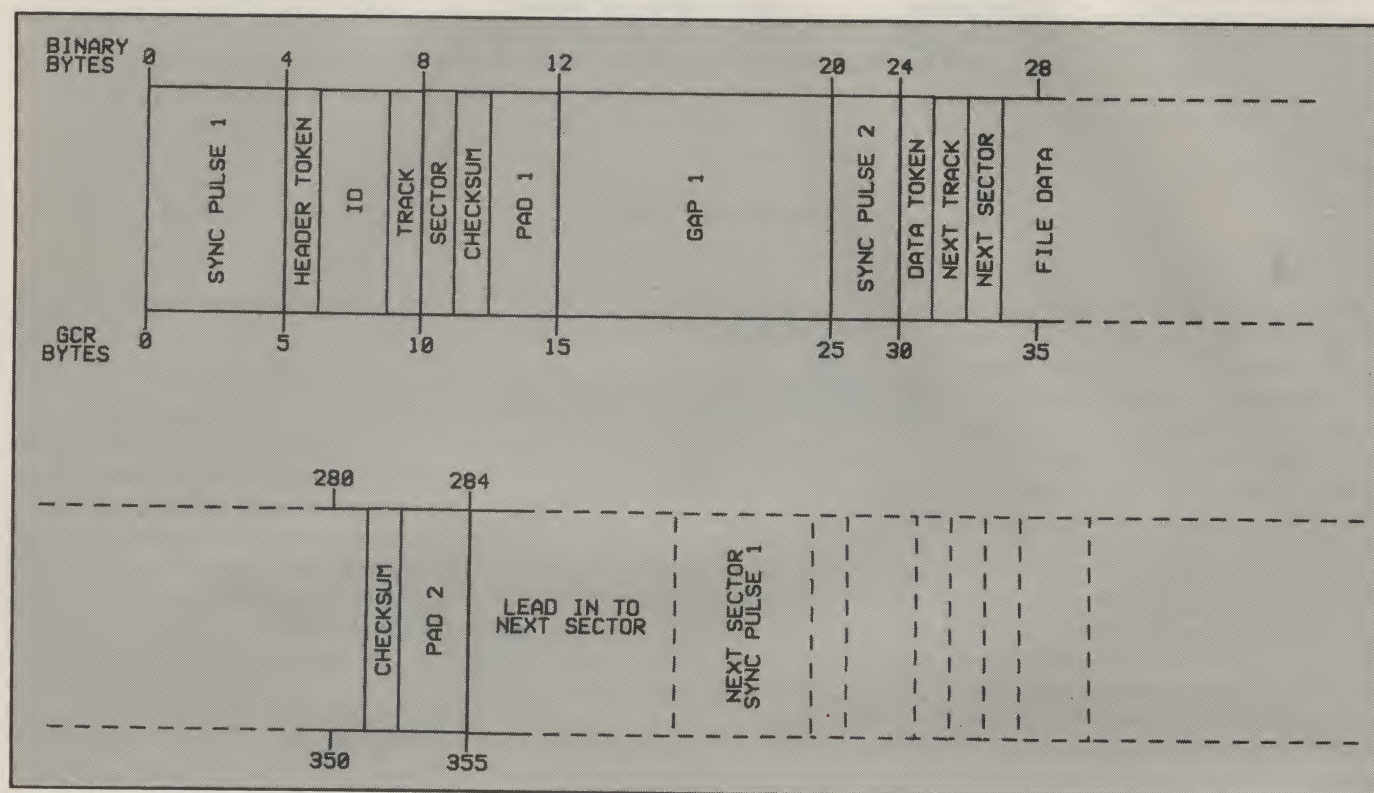 BINARY
BYTES
0 4 8 12 20 24 28
SYNC PULSE 1
HEADER TOKEN
ID
TRACK
SECTOR
CHECKSUM
PAD 1
GAP 1
SYNC PULSE 2
DATA TOKEN
NEXT TRACK
NEXT SECTOR
FILE DATA
GCR
BYTES
0 5 10 15 25 30 35
280 284
CHECKSUM
PAD 2
LEAD IN TO
NEXT SECTOR
NEXT SECTOR
SYNC PULSE 1
350 355